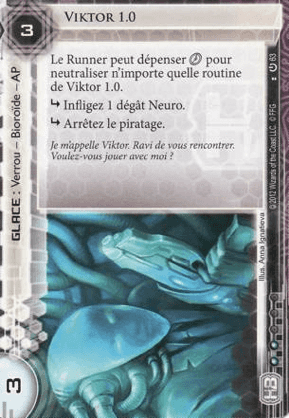 3
VIKTOR 1.0
Le Runner peut dépenser pour
neutraliser n'importe quelle routine
de Viktor 1.0.
↳ Infligez 1 dégât Neuro.
↳ Arrêtez le piratage.
Je m'appelle Viktor. Ravi de vous rencontrer.
Voulez-vous jouer avec moi ?
GLACE : Verrou – Bioroïde – AP
63
© 2012 Wizards of the Coast LLC. © FFG
Illus. Anna Ignatieva
3
HB